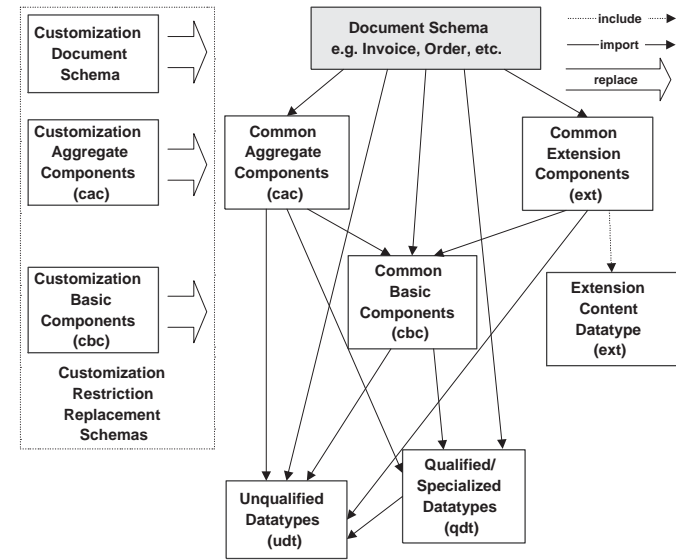 Customization
Document
Schema
Customization
Aggregate
Components
(cac)
Customization
Basic
Components
(cbc)
Customization
Restriction
Replacement
Schemas
Document Schema
e.g. Invoice, Order, etc.
include
import
replace
Common
Aggregate
Components
(cac)
Common
Extension
Components
(ext)
Common
Basic
Components
(cbc)
Extension
Content
Datatype
(ext)
Unqualified
Datatypes
(udt)
Qualified/
Specialized
Datatypes
(qdt)